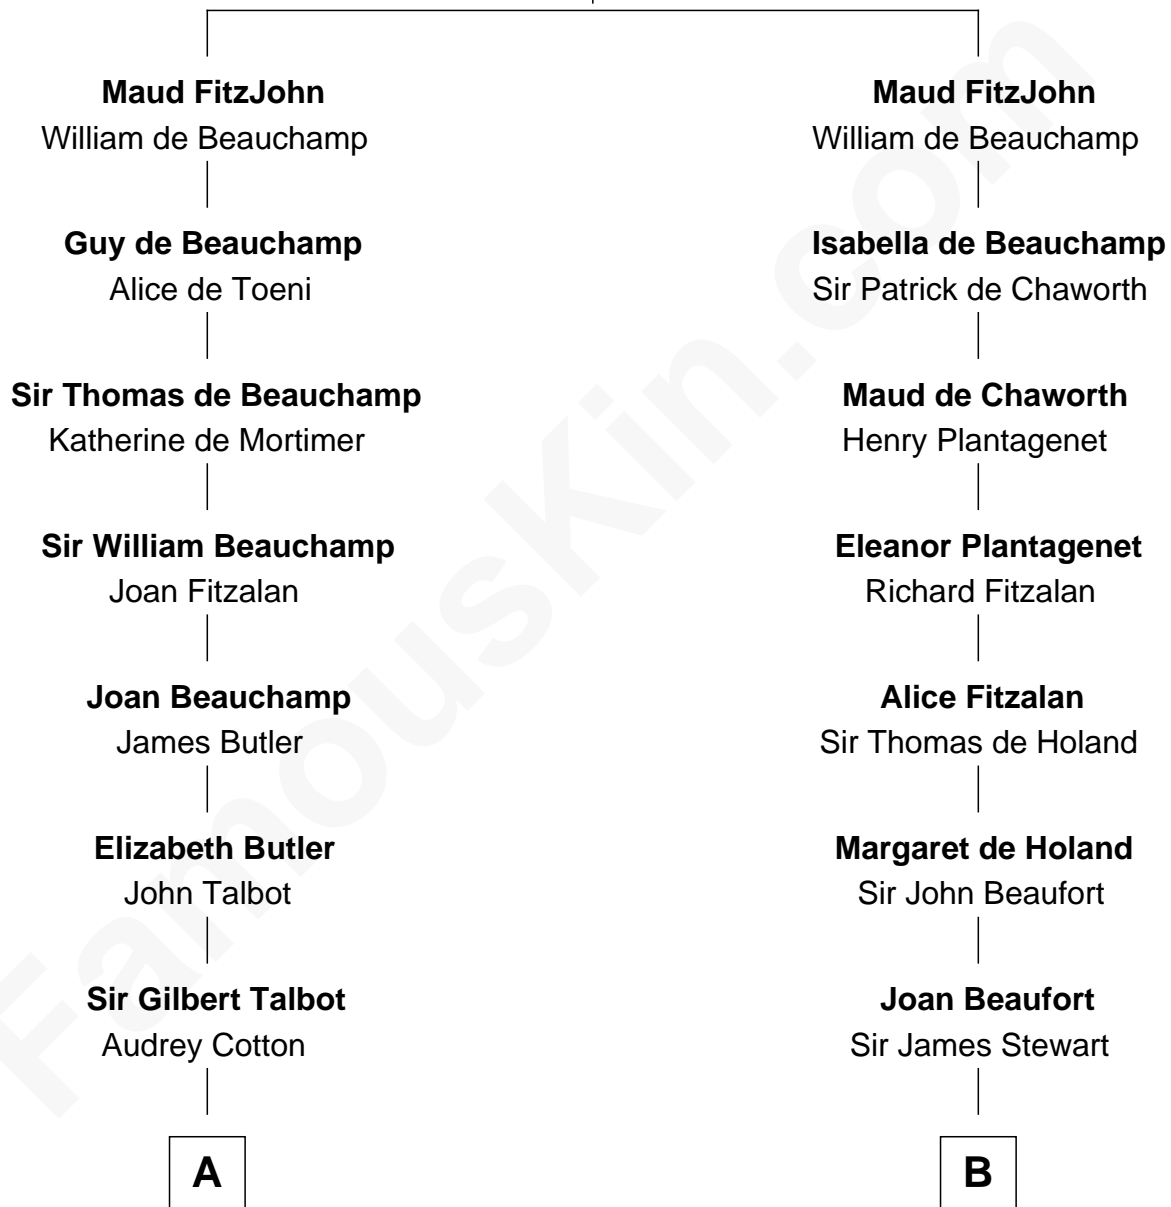 Maud FitzJohn
William de Beauchamp
Guy de Beauchamp
Alice de Toeni
Sir Thomas de Beauchamp
Katherine de Mortimer
Sir William Beauchamp
Joan Fitzalan
Joan Beauchamp
James Butler
Elizabeth Butler
John Talbot
Sir Gilbert Talbot
Audrey Cotton
A
Maud FitzJohn
William de Beauchamp
Isabella de Beauchamp
Sir Patrick de Chaworth
Maud de Chaworth
Henry Plantagenet
Eleanor Plantagenet
Richard Fitzalan
Alice Fitzalan
Sir Thomas de Holand
Margaret de Holand
Sir John Beaufort
Joan Beaufort
Sir James Stewart
B
FamousKin.com